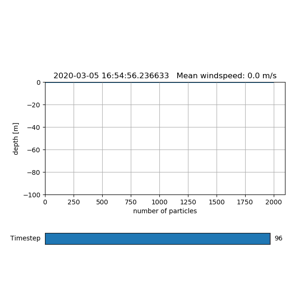 2020-03-05 16:54:56.236633   Mean windspeed: 0.0 m/s
0
−20
−40
−60
−80
−100
depth [m]
0 250 500 750 1000 1250 1500 1750 2000
number of particles
Timestep 96